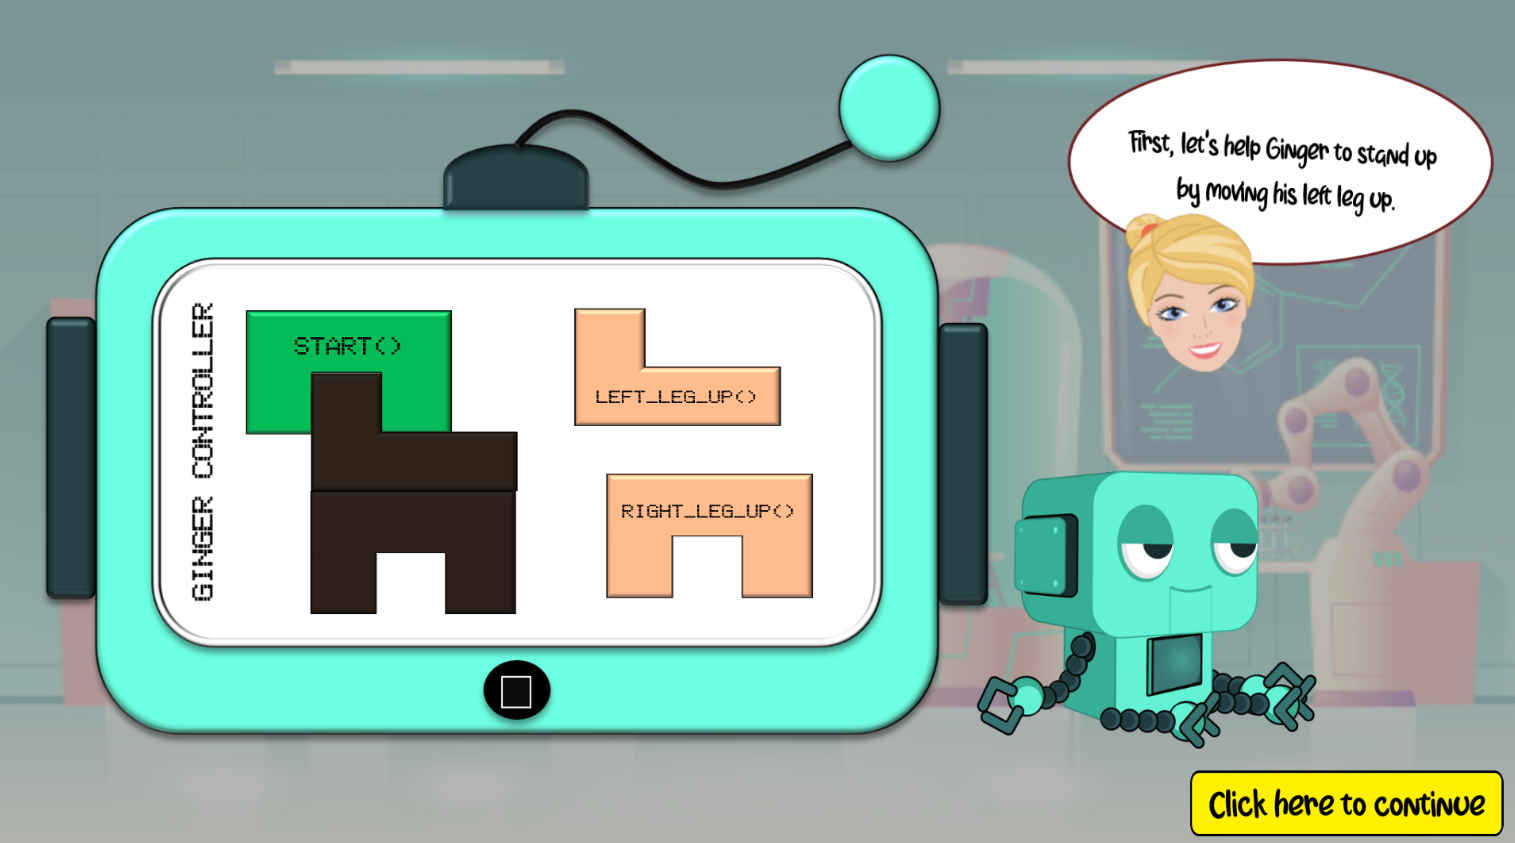 First, let's help Ginger to stand up
by moving his left leg up.
GINGER CONTROLLER
START()
LEFT_LEG_UP()
RIGHT_LEG_UP()
Click here to continue